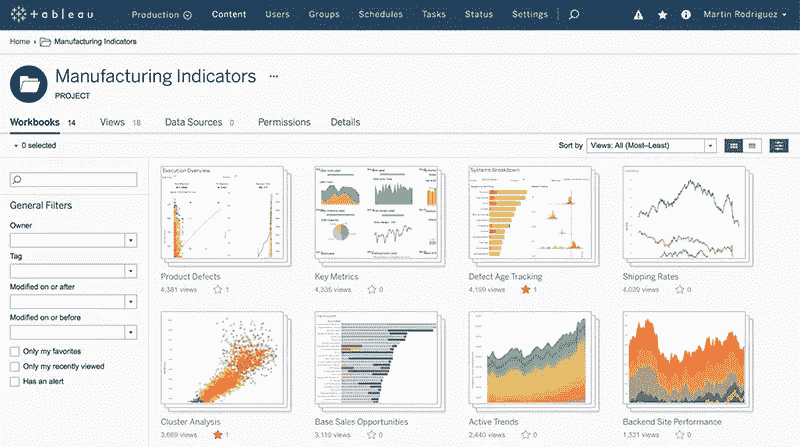 +ableau Production Content Users Groups Schedules Tasks Status Settings Martin Rodriguez
Home › Manufacturing Indicators
Manufacturing Indicators ...
PROJECT
Workbooks 14 Views 18 Data Sources 0 Permissions Details
0 selected Sort by Views: All (Most–Least)
General Filters
Owner
Tag
Modified on or after
Modified on or before
Only my favorites
Only my recently viewed
Has an alert
Execution Overview
Systems Breakdown
Product Defects
4,381 views 1
Key Metrics
4,335 views 0
Defect Age Tracking
4,199 views 1
Shipping Rates
4,039 views 0
Cluster Analysis
3,669 views 1
Base Sales Opportunities
3,110 views 0
Active Trends
2,440 views 0
Backend Site Performance
1,331 views 0